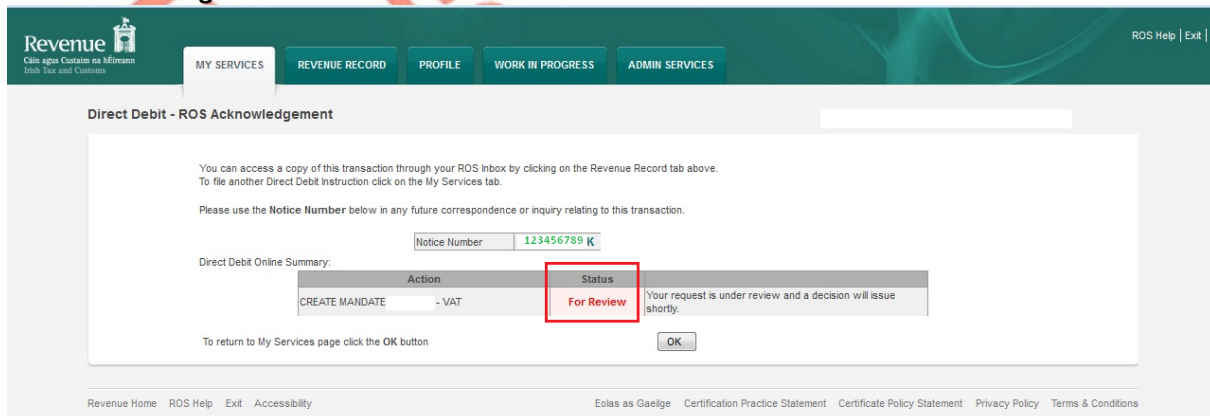 Revenue
Cáin agus Custaim na hÉireann
Irish Tax and Customs
MY SERVICES
REVENUE RECORD
PROFILE
WORK IN PROGRESS
ADMIN SERVICES
ROS Help | Exit |
Direct Debit - ROS Acknowledgement
You can access a copy of this transaction through your ROS Inbox by clicking on the Revenue Record tab above.
To file another Direct Debit Instruction click on the My Services tab.
Please use the Notice Number below in any future correspondence or inquiry relating to this transaction.
Notice Number 123456789 K
Direct Debit Online Summary:
Action Status
CREATE MANDATE - VAT For Review Your request is under review and a decision will issue
shortly.
To return to My Services page click the OK button OK
Revenue Home ROS Help Exit Accessibility Eolas as Gaeilge Certification Practice Statement Certificate Policy Statement Privacy Policy Terms & Conditions